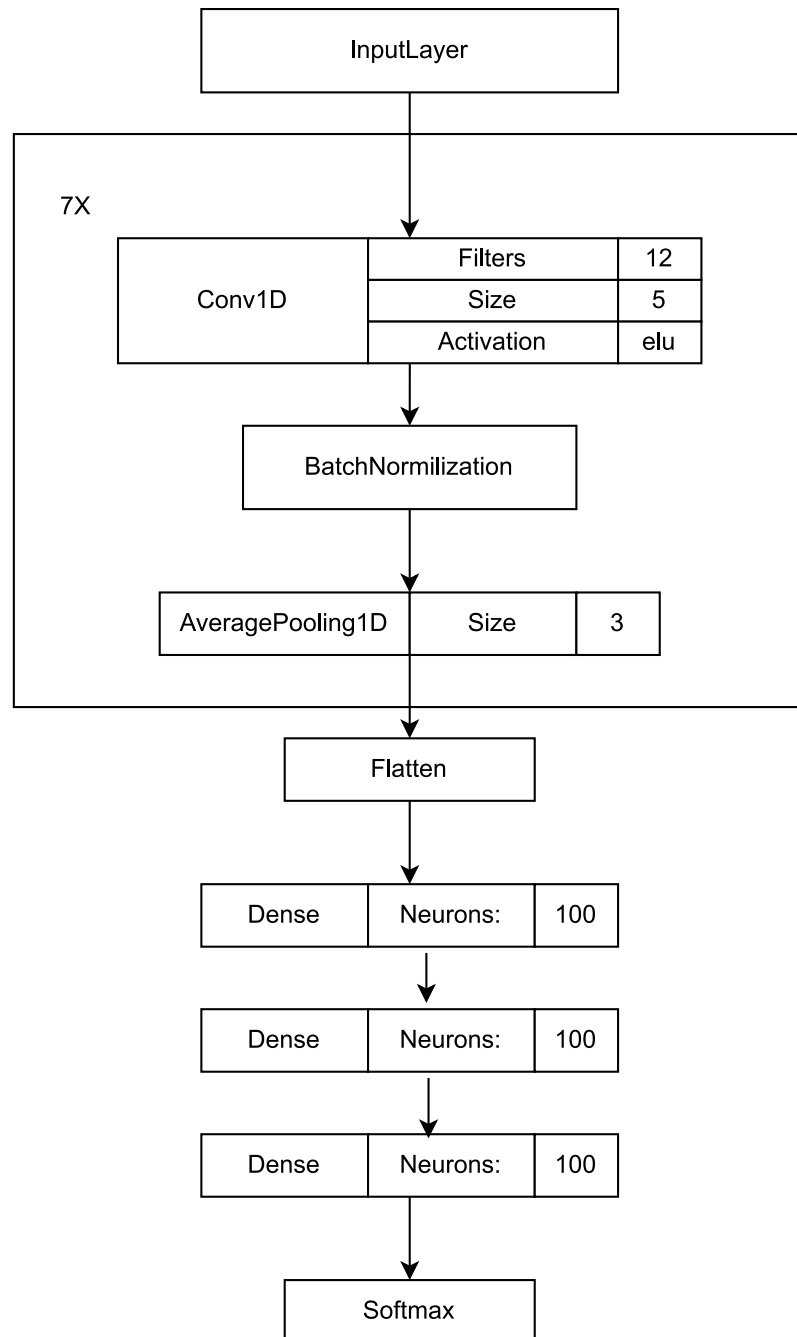 InputLayer
7X
Conv1D
Filters 12
Size 5
Activation elu
BatchNormilization
AveragePooling1D Size 3
Flatten
Dense Neurons: 100
Dense Neurons: 100
Dense Neurons: 100
Softmax